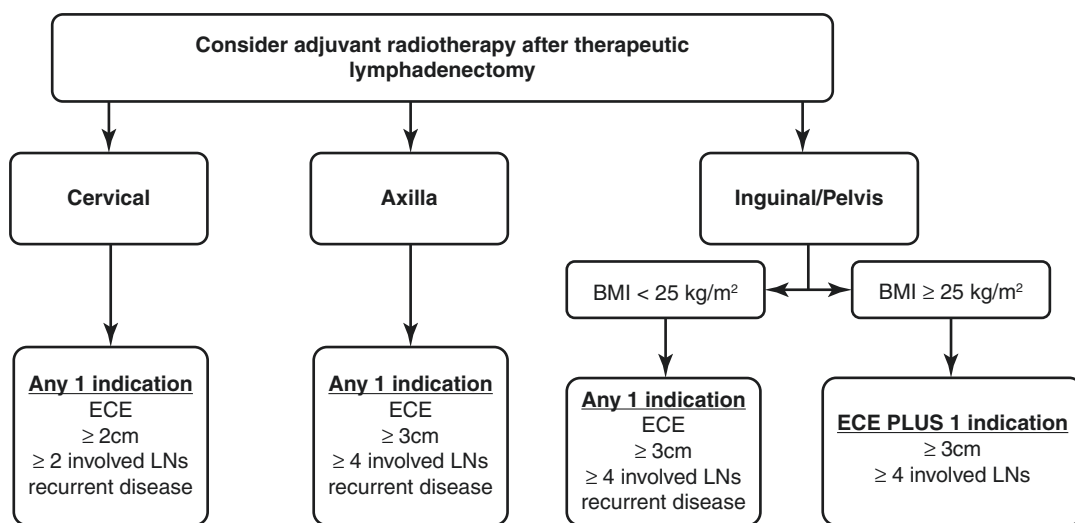 Consider adjuvant radiotherapy after therapeutic
lymphadenectomy
Cervical
Axilla
Inguinal/Pelvis
BMI < 25 kg/m²
BMI ≥ 25 kg/m²
Any 1 indication
ECE
≥ 2cm
≥ 2 involved LNs
recurrent disease
Any 1 indication
ECE
≥ 3cm
≥ 4 involved LNs
recurrent disease
Any 1 indication
ECE
≥ 3cm
≥ 4 involved LNs
recurrent disease
ECE PLUS 1 indication
≥ 3cm
≥ 4 involved LNs